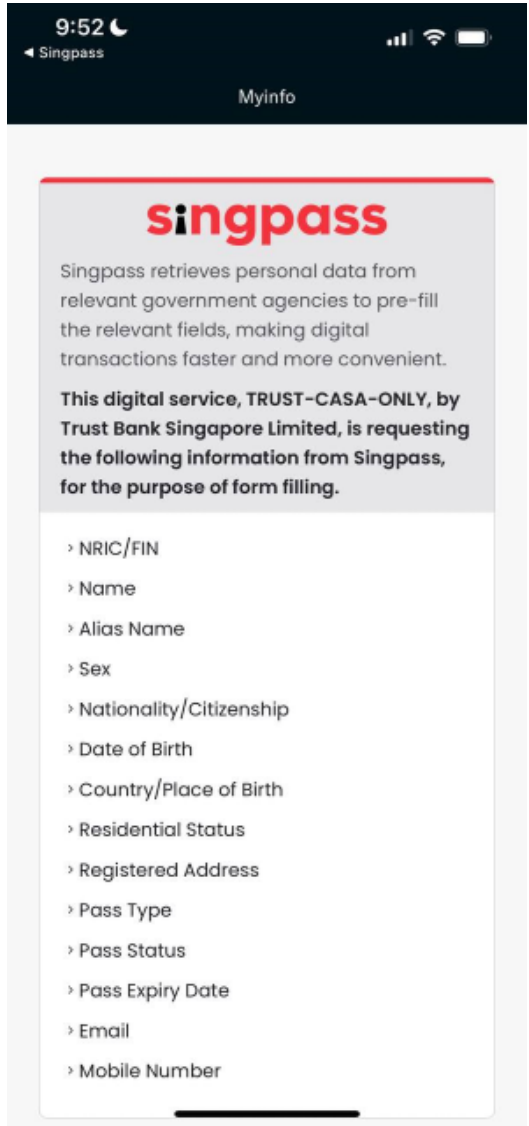 9:52
◀ Singpass
Myinfo
singpass
Singpass retrieves personal data from
relevant government agencies to pre-fill
the relevant fields, making digital
transactions faster and more convenient.
This digital service, TRUST-CASA-ONLY, by
Trust Bank Singapore Limited, is requesting
the following information from Singpass,
for the purpose of form filling.
› NRIC/FIN
› Name
› Alias Name
› Sex
› Nationality/Citizenship
› Date of Birth
› Country/Place of Birth
› Residential Status
› Registered Address
› Pass Type
› Pass Status
› Pass Expiry Date
› Email
› Mobile Number